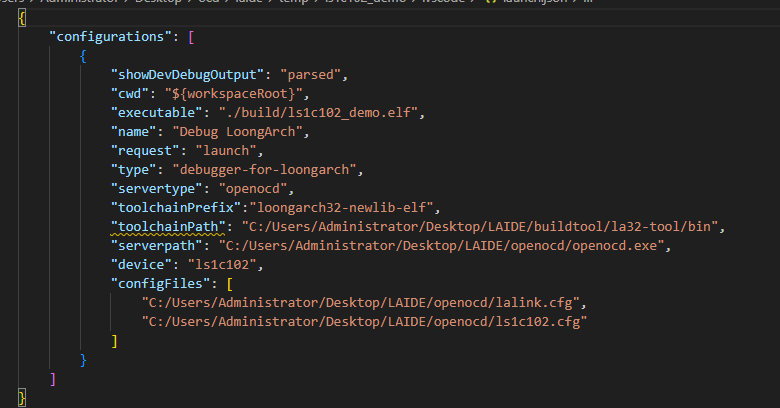 {
"configurations": [
{
"showDevDebugOutput": "parsed",
"cwd": "${workspaceRoot}",
"executable": "./build/ls1c102_demo.elf",
"name": "Debug LoongArch",
"request": "launch",
"type": "debugger-for-loongarch",
"servertype": "openocd",
"toolchainPrefix":"loongarch32-newlib-elf",
"toolchainPath": "C:/Users/Administrator/Desktop/LAIDE/buildtool/la32-tool/bin",
"serverpath": "C:/Users/Administrator/Desktop/LAIDE/openocd/openocd.exe",
"device": "ls1c102",
"configFiles": [
"C:/Users/Administrator/Desktop/LAIDE/openocd/lalink.cfg",
"C:/Users/Administrator/Desktop/LAIDE/openocd/ls1c102.cfg"
]
}
]
}